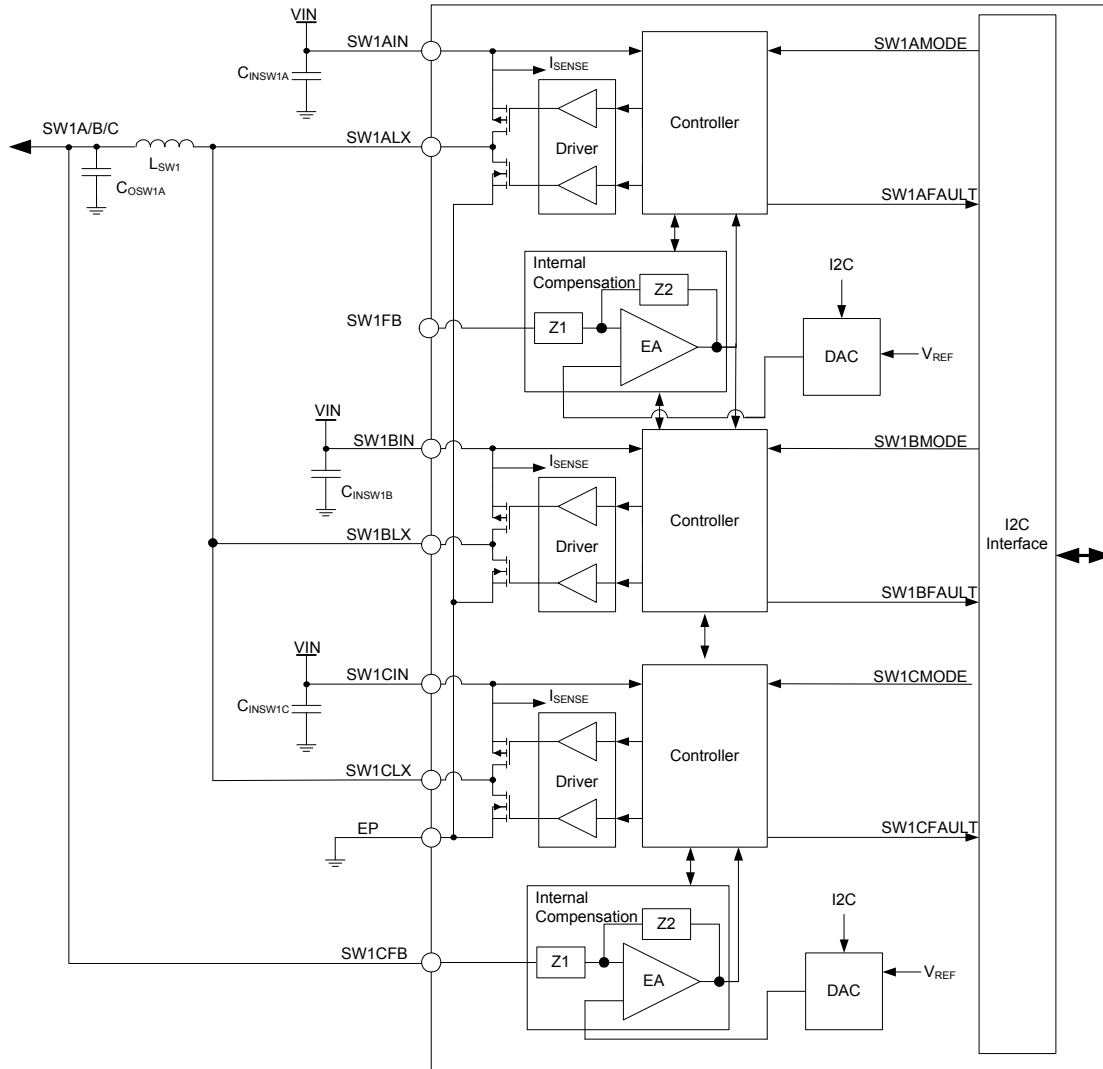 VIN
SW1AIN
CINSW1A
ISENSE
SW1AMODE
Controller
Driver
SW1A/B/C
LSW1
COSW1A
SW1ALX
SW1AFAULT
Internal
Compensation
Z2
I2C
SW1FB
Z1
EA
DAC
VREF
VIN
SW1BIN
CINSW1B
ISENSE
SW1BMODE
Controller
Driver
SW1BLX
I2C
Interface
SW1BFAULT
VIN
SW1CIN
CINSW1C
ISENSE
SW1CMODE
Controller
Driver
SW1CLX
EP
SW1CFAULT
Internal
Compensation
Z2
I2C
SW1CFB
Z1
EA
DAC
VREF